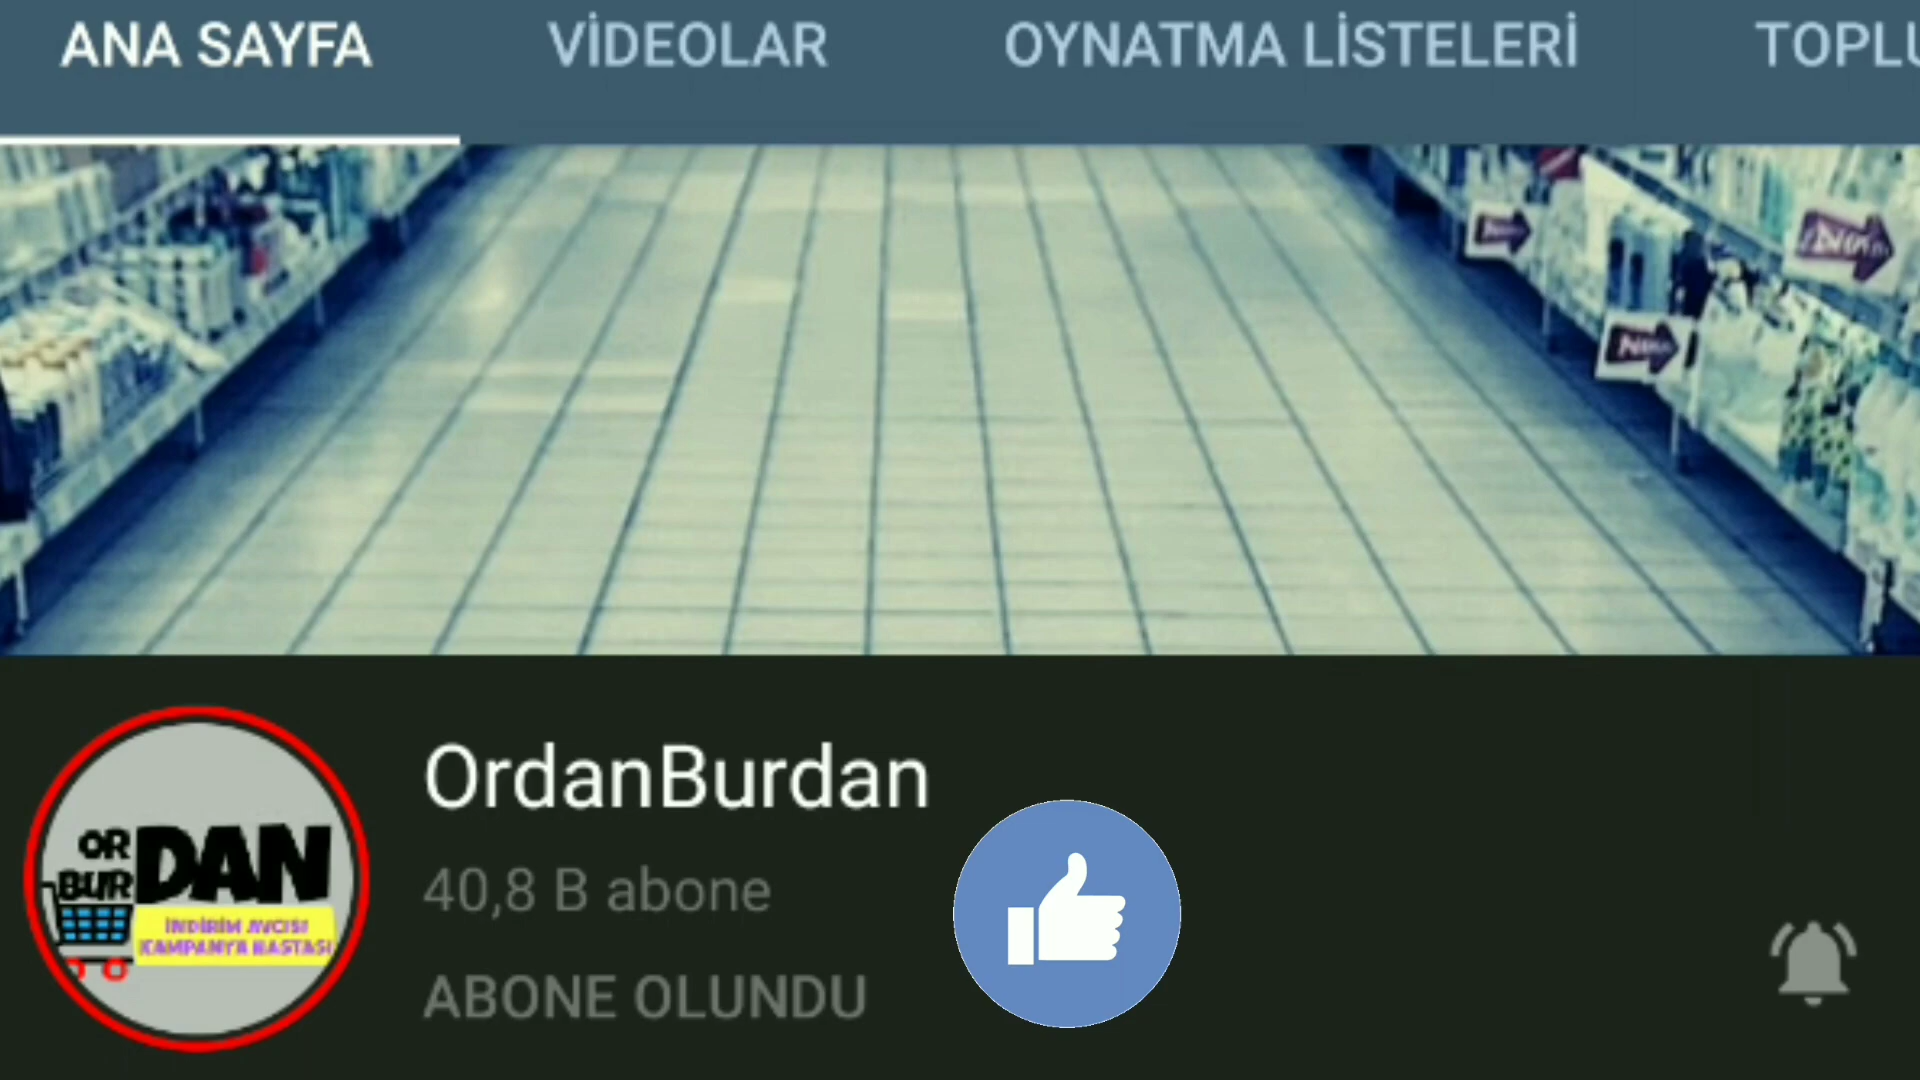 ANA SAYFA VİDEOLAR OYNATMA LİSTELERİ TOPLU
OrdanBurdan
OR DAN
BUR
İNDİRİM AVCISI
KAMPANYA HASTASI
40,8 B abone
ABONE OLUNDU